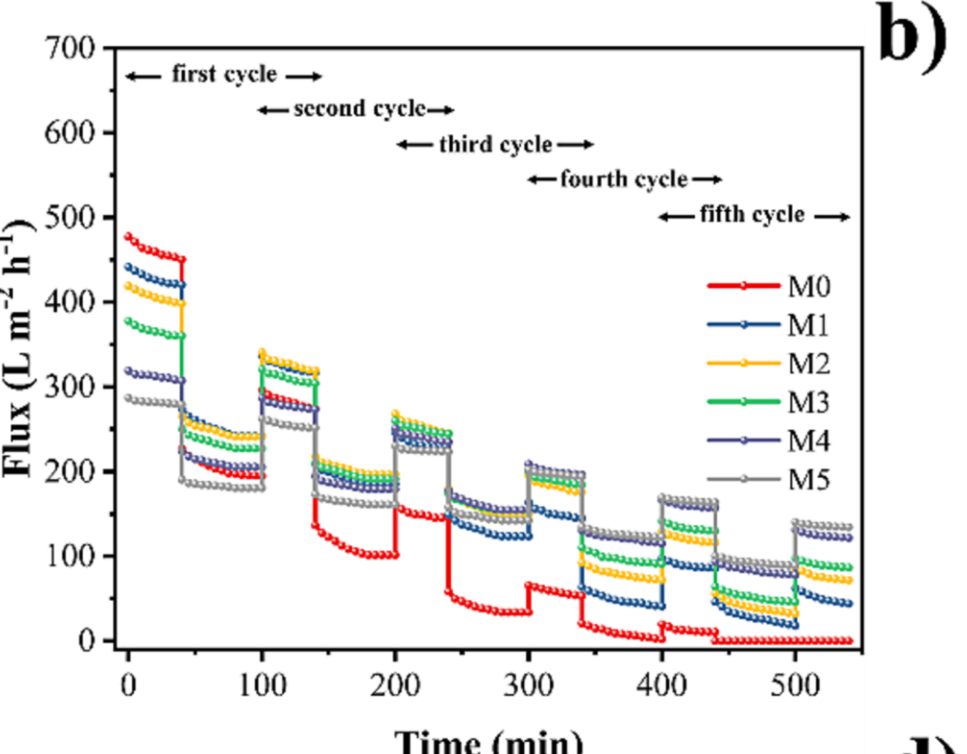 b)
700
first cycle
second cycle
600
third cycle
fourth cycle
500
fifth cycle
Flux (L m⁻² h⁻¹)
M0
400
M1
M2
300
M3
M4
200
M5
100
0
0 100 200 300 400 500
Time (min)